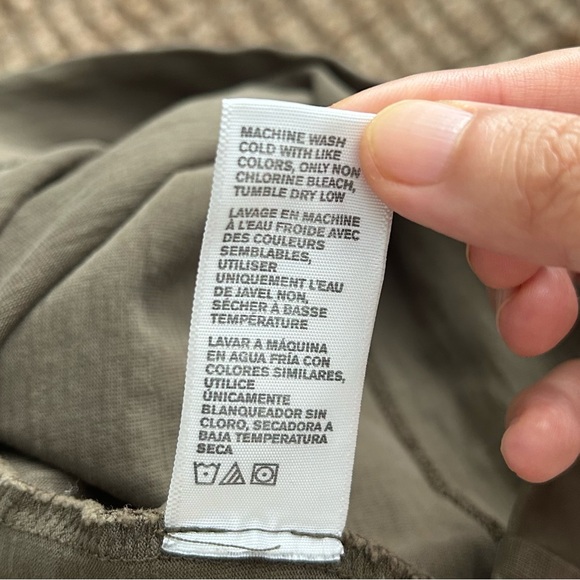 MACHINE WASH
COLD WITH LIKE
COLORS, ONLY NON
CHLORINE BLEACH,
TUMBLE DRY LOW
LAVAGE EN MACHINE
À L'EAU FROIDE AVEC
DES COULEURS
SEMBLABLES,
UTILISER
UNIQUEMENT L'EAU
DE JAVEL NON,
SÉCHER À BASSE
TEMPÉRATURE
LAVAR A MÁQUINA
EN AGUA FRÍA CON
COLORES SIMILARES,
UTILICE
ÚNICAMENTE
BLANQUEADOR SIN
CLORO, SECADORA A
BAJA TEMPERATURA
SECA